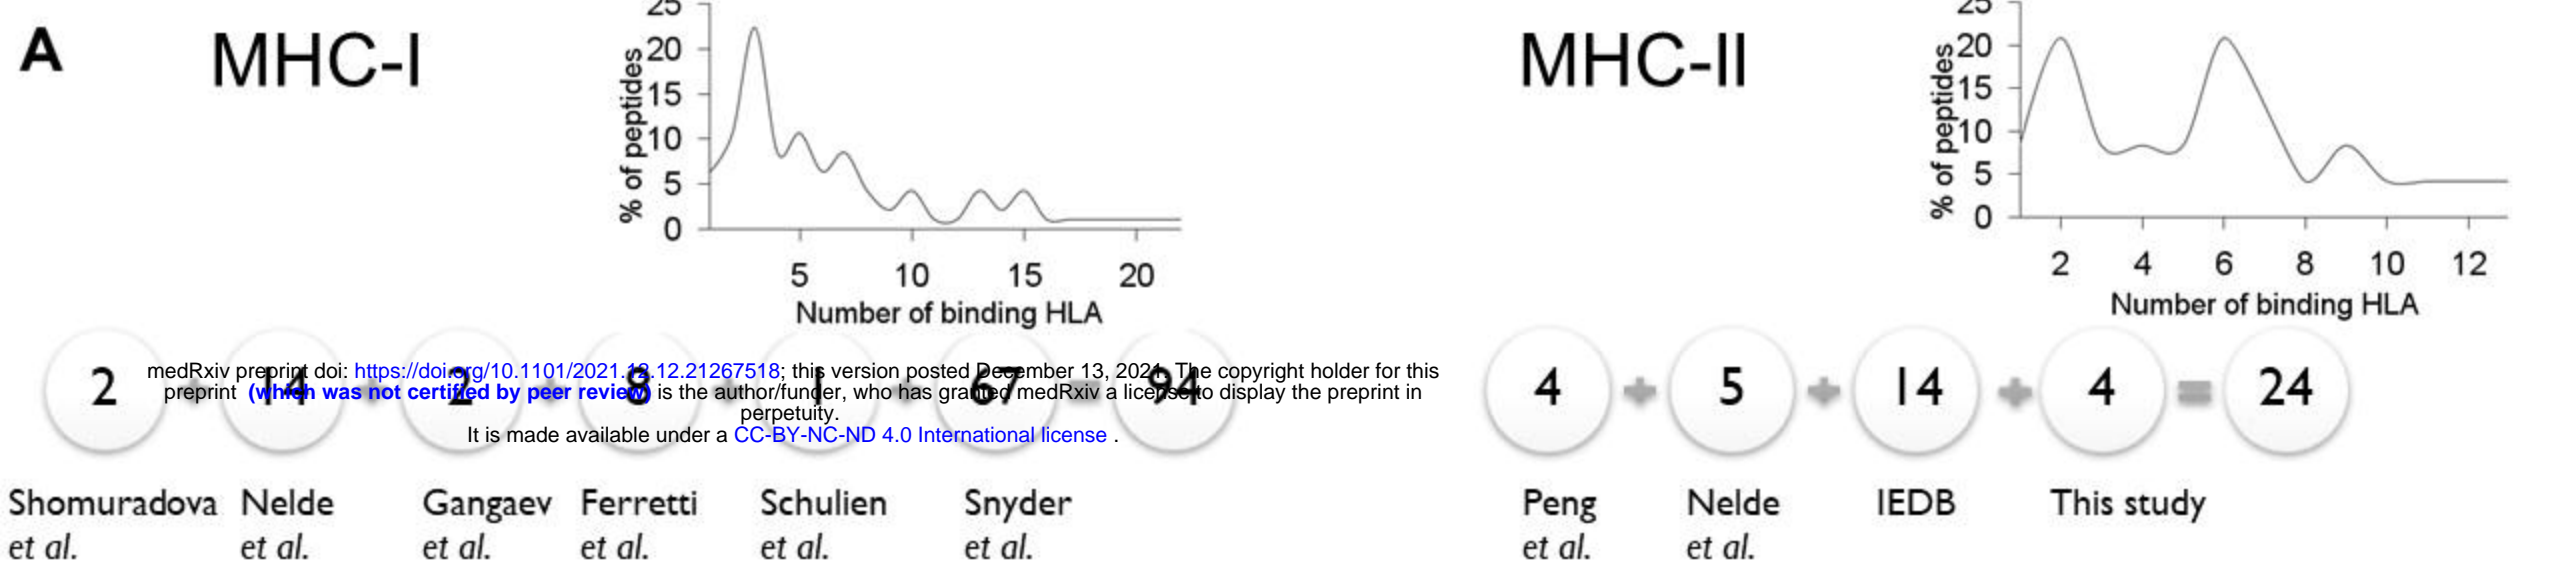 A
MHC-I
25
20
15
10
5
0
% of peptides
5 10 15 20
Number of binding HLA
MHC-II
25
20
15
10
5
0
% of peptides
2 4 6 8 10 12
Number of binding HLA
2 + 14 + 2 + 8 + 1 + 67 = 94
medRxiv preprint doi: https://doi.org/10.1101/2021.12.12.21267518; this version posted December 13, 2021. The copyright holder for this
preprint (which was not certified by peer review) is the author/funder, who has granted medRxiv a license to display the preprint in
perpetuity.
It is made available under a CC-BY-NC-ND 4.0 International license .
Shomuradova et al.
Nelde et al.
Gangaev et al.
Ferretti et al.
Schulien et al.
Snyder et al.
4 + 5 + 14 + 4 = 24
Peng et al.
Nelde et al.
IEDB
This study